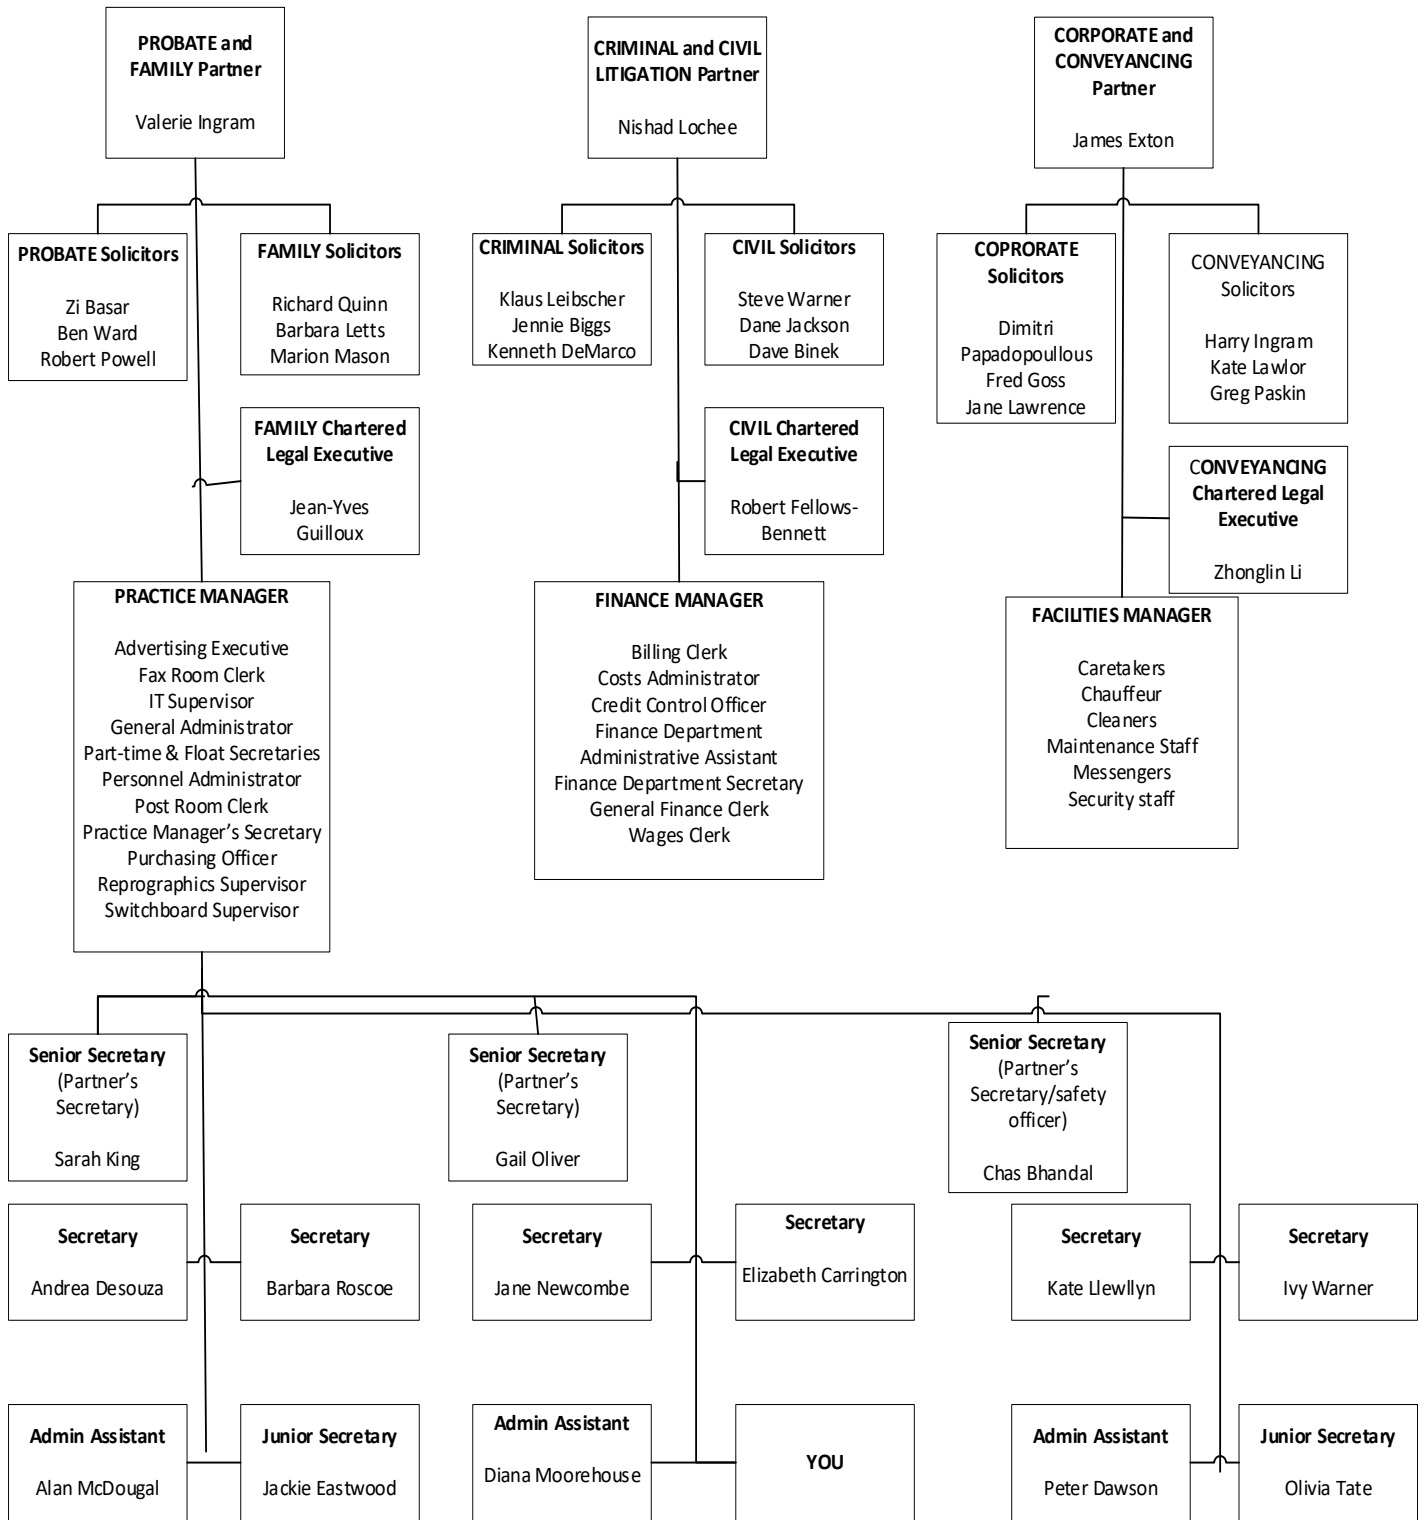 PROBATE and
FAMILY Partner
Valerie Ingram
CRIMINAL and CIVIL
LITIGATION Partner
Nishad Lochee
CORPORATE and
CONVEYANCING
Partner
James Exton
PROBATE Solicitors
Zi Basar
Ben Ward
Robert Powell
FAMILY Solicitors
Richard Quinn
Barbara Letts
Marion Mason
CRIMINAL Solicitors
Klaus Leibscher
Jennie Biggs
Kenneth DeMarco
CIVIL Solicitors
Steve Warner
Dane Jackson
Dave Binek
COPRORATE
Solicitors
Dimitri
Papadopoullous
Fred Goss
Jane Lawrence
CONVEYANCING
Solicitors
Harry Ingram
Kate Lawlor
Greg Paskin
FAMILY Chartered
Legal Executive
Jean-Yves
Guilloux
CIVIL Chartered
Legal Executive
Robert Fellows-
Bennett
CONVEYANCING
Chartered Legal
Executive
Zhonglin Li
PRACTICE MANAGER
Advertising Executive
Fax Room Clerk
IT Supervisor
General Administrator
Part-time & Float Secretaries
Personnel Administrator
Post Room Clerk
Practice Manager’s Secretary
Purchasing Officer
Reprographics Supervisor
Switchboard Supervisor
FINANCE MANAGER
Billing Clerk
Costs Administrator
Credit Control Officer
Finance Department
Administrative Assistant
Finance Department Secretary
General Finance Clerk
Wages Clerk
FACILITIES MANAGER
Caretakers
Chauffeur
Cleaners
Maintenance Staff
Messengers
Security staff
Senior Secretary
(Partner’s
Secretary)
Sarah King
Senior Secretary
(Partner’s
Secretary)
Gail Oliver
Senior Secretary
(Partner’s
Secretary/safety
officer)
Chas Bhandal
Secretary
Andrea Desouza
Secretary
Barbara Roscoe
Secretary
Jane Newcombe
Secretary
Elizabeth Carrington
Secretary
Kate Llewllyn
Secretary
Ivy Warner
Admin Assistant
Alan McDougal
Junior Secretary
Jackie Eastwood
Admin Assistant
Diana Moorehouse
YOU
Admin Assistant
Peter Dawson
Junior Secretary
Olivia Tate